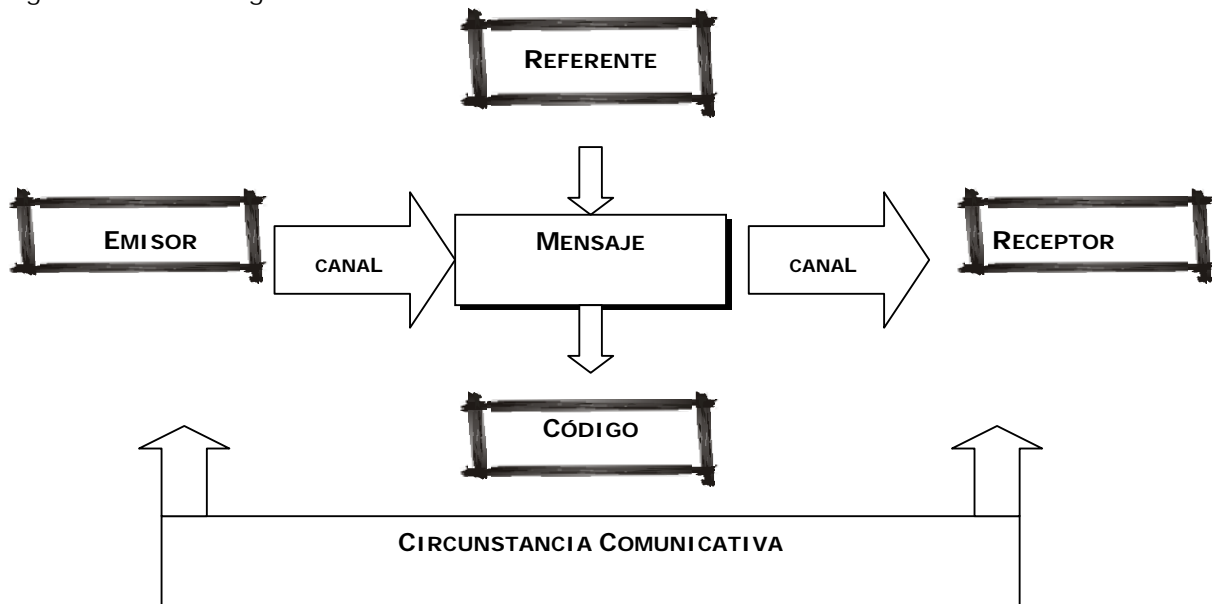 REFERENTE
EMISOR
CANAL
MENSAJE
CANAL
RECEPTOR
CÓDIGO
CIRCUNSTANCIA COMUNICATIVA